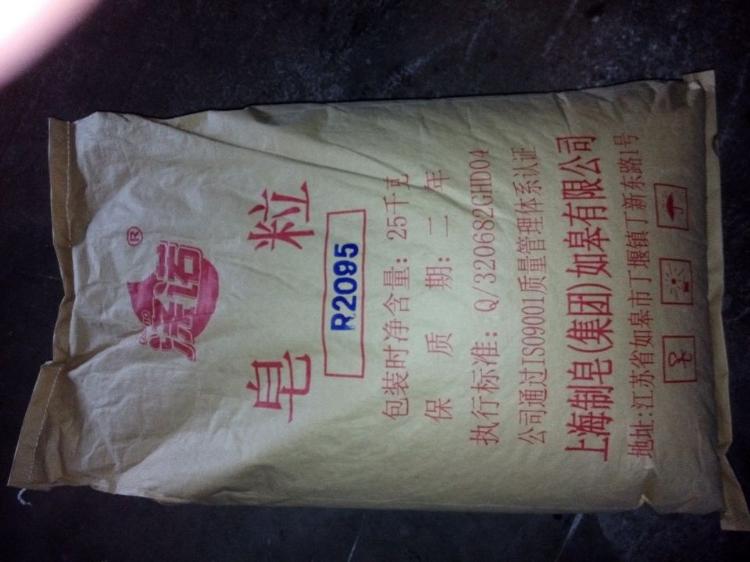 ®
诺
皂 粒
R2095
包装时净含量：25千克
保 质 期：二 年
执行标准：Q/320682GHD04
公司通过ISO9001质量管理体系认证
上海制皂(集团)如皋有限公司
地址:江苏省如皋市丁堰镇丁新东路1号